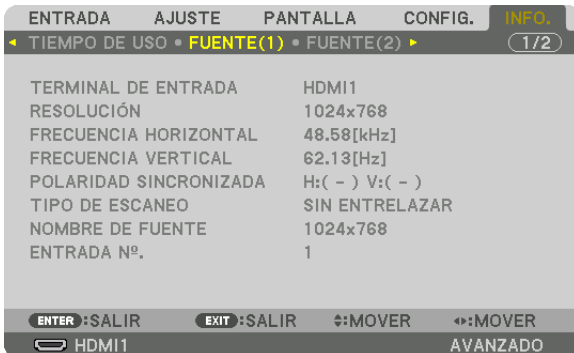 ENTRADA AJUSTE PANTALLA CONFIG. INFO.
◂ TIEMPO DE USO • FUENTE(1) • FUENTE(2) ▸ 1/2
TERMINAL DE ENTRADA HDMI1
RESOLUCIÓN 1024x768
FRECUENCIA HORIZONTAL 48.58[kHz]
FRECUENCIA VERTICAL 62.13[Hz]
POLARIDAD SINCRONIZADA H:( - ) V:( - )
TIPO DE ESCANEO SIN ENTRELAZAR
NOMBRE DE FUENTE 1024x768
ENTRADA Nº. 1
ENTER :SALIR EXIT :SALIR ♦:MOVER ◂▸:MOVER
HDMI1 AVANZADO